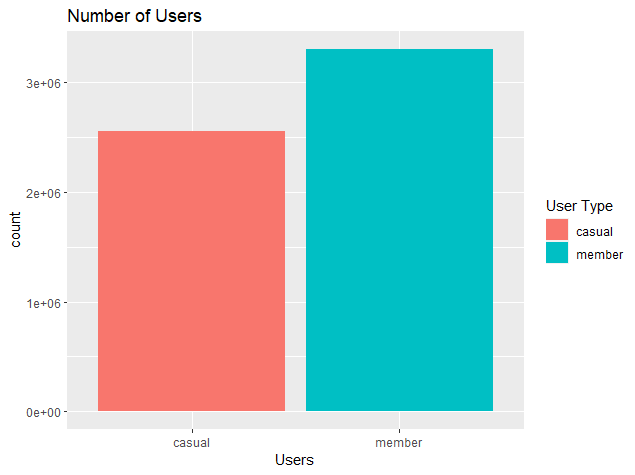 Number of Users
3e+06
2e+06
1e+06
0e+00
count
casual
member
Users
User Type
casual
member